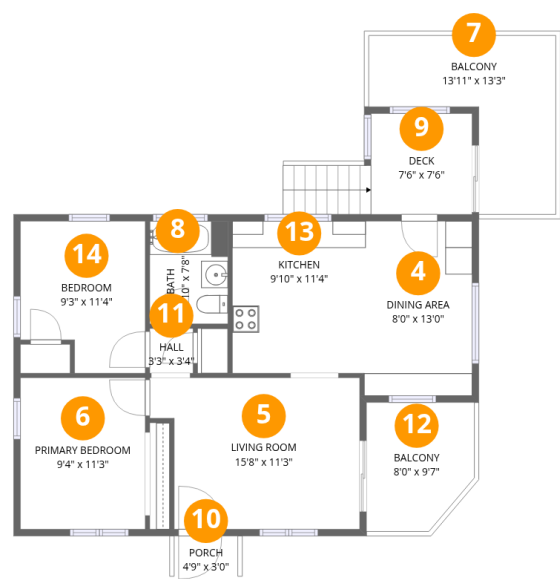 7
BALCONY
13'11" x 13'3"
9
DECK
7'6" x 7'6"
8
BATH
10" x 7'8"
13
KITCHEN
9'10" x 11'4"
4
DINING AREA
8'0" x 13'0"
14
BEDROOM
9'3" x 11'4"
11
HALL
3'3" x 3'4"
6
PRIMARY BEDROOM
9'4" x 11'3"
5
LIVING ROOM
15'8" x 11'3"
12
BALCONY
8'0" x 9'7"
10
PORCH
4'9" x 3'0"